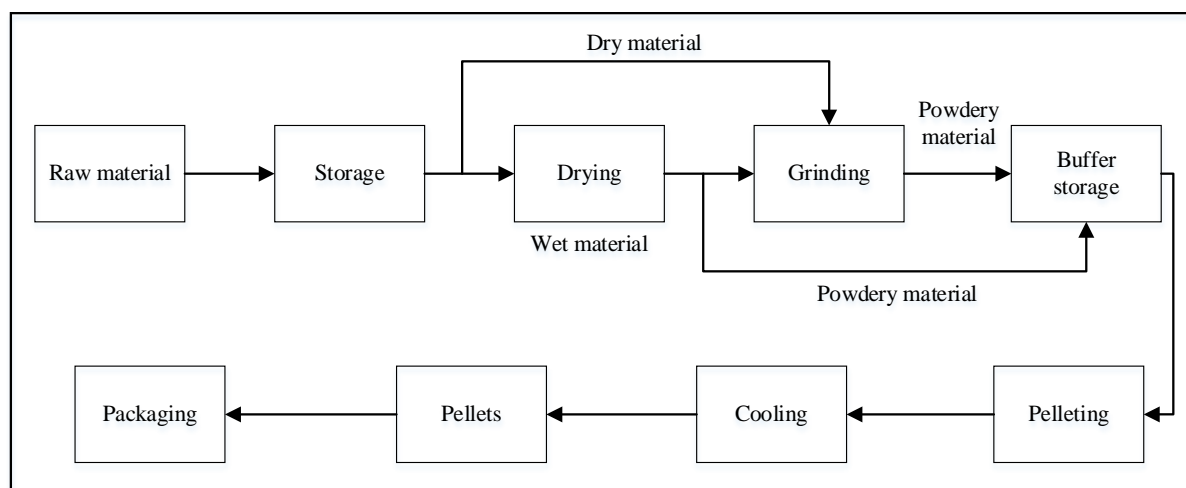 Dry material
Powdery
material
Raw material
Storage
Drying
Grinding
Buffer
storage
Wet material
Powdery material
Packaging
Pellets
Cooling
Pelleting